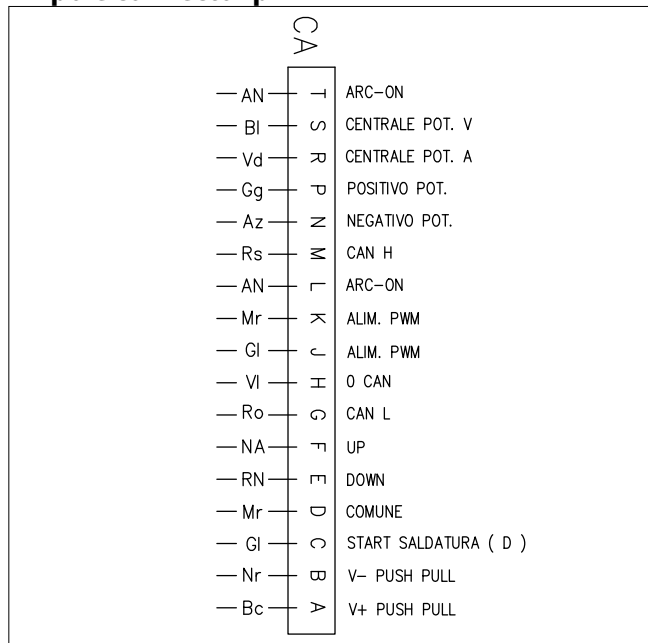 CA
AN T ARC-ON
Bl S CENTRALE POT. V
Vd R CENTRALE POT. A
Gg P POSITIVO POT.
Az N NEGATIVO POT.
Rs M CAN H
AN L ARC-ON
Mr K ALIM. PWM
Gl J ALIM. PWM
Vl H 0 CAN
Ro G CAN L
NA F UP
RN E DOWN
Mr D COMUNE
Gl C START SALDATURA ( D )
Nr B V- PUSH PULL
Bc A V+ PUSH PULL